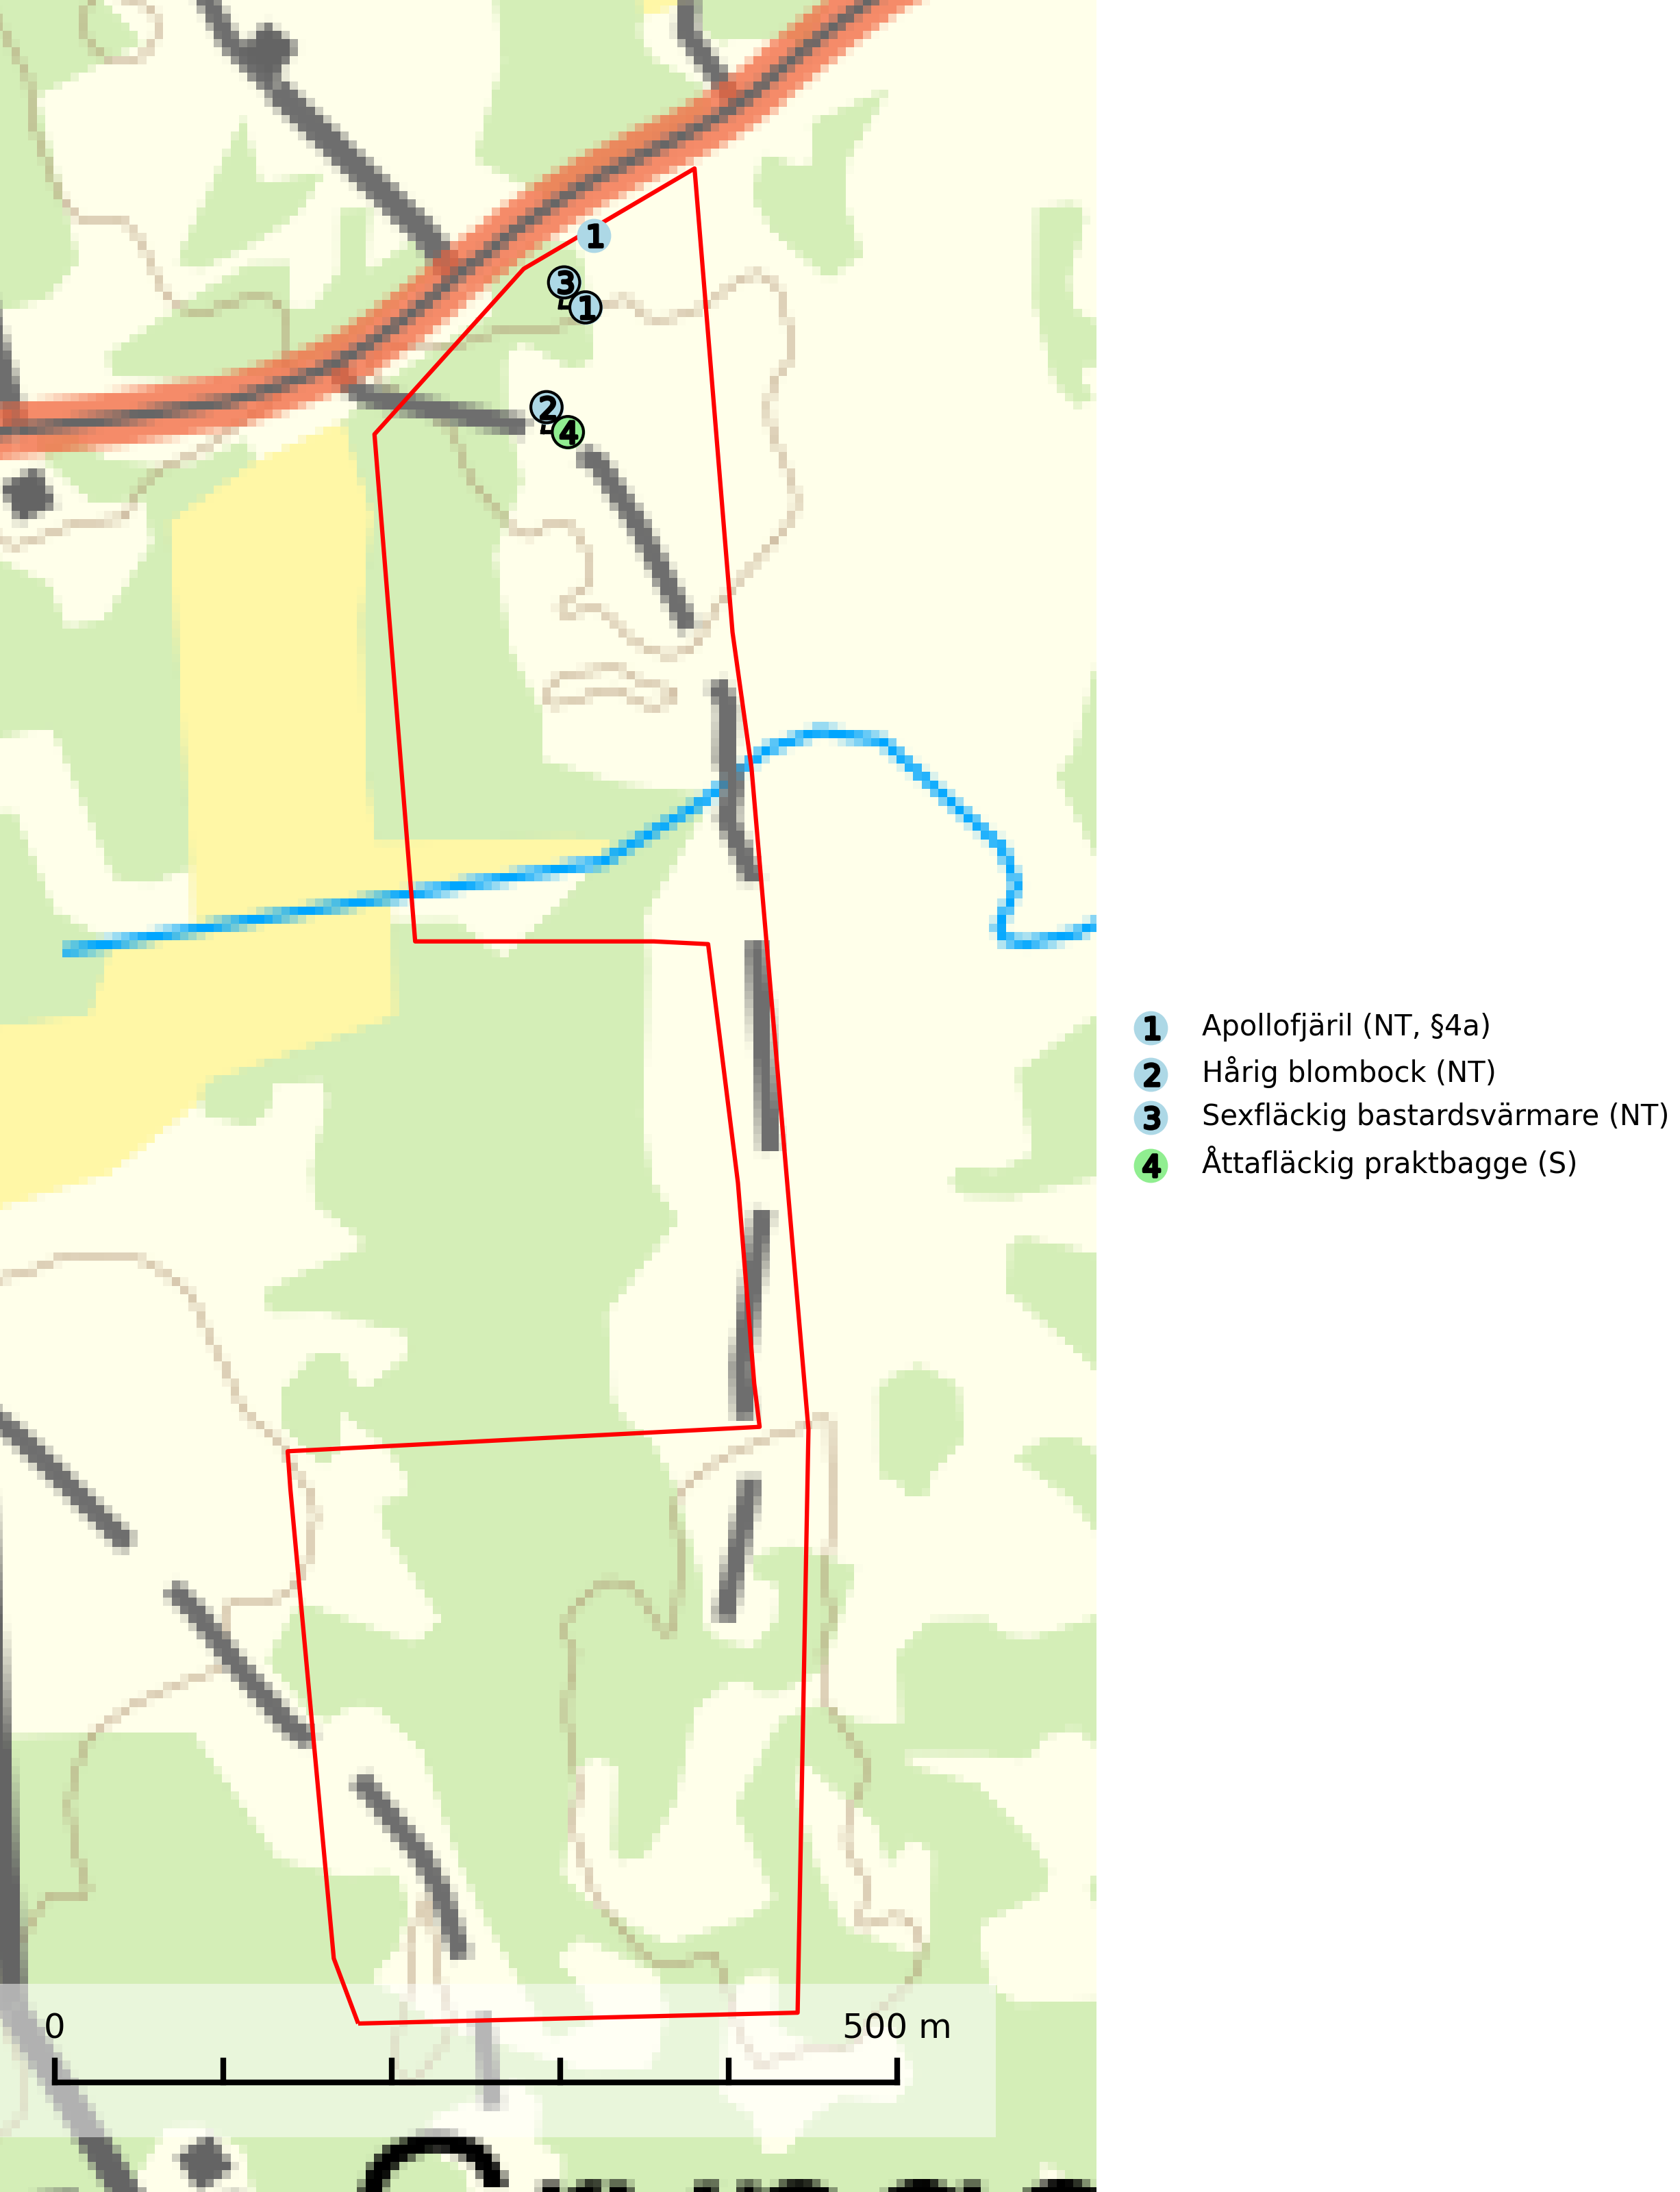 1
3
1
2
4
1 Apollofjäril (NT, §4a)
2 Hårig blombock (NT)
3 Sexfläckig bastardsvärmare (NT)
4 Åttafläckig praktbagge (S)
0 500 m